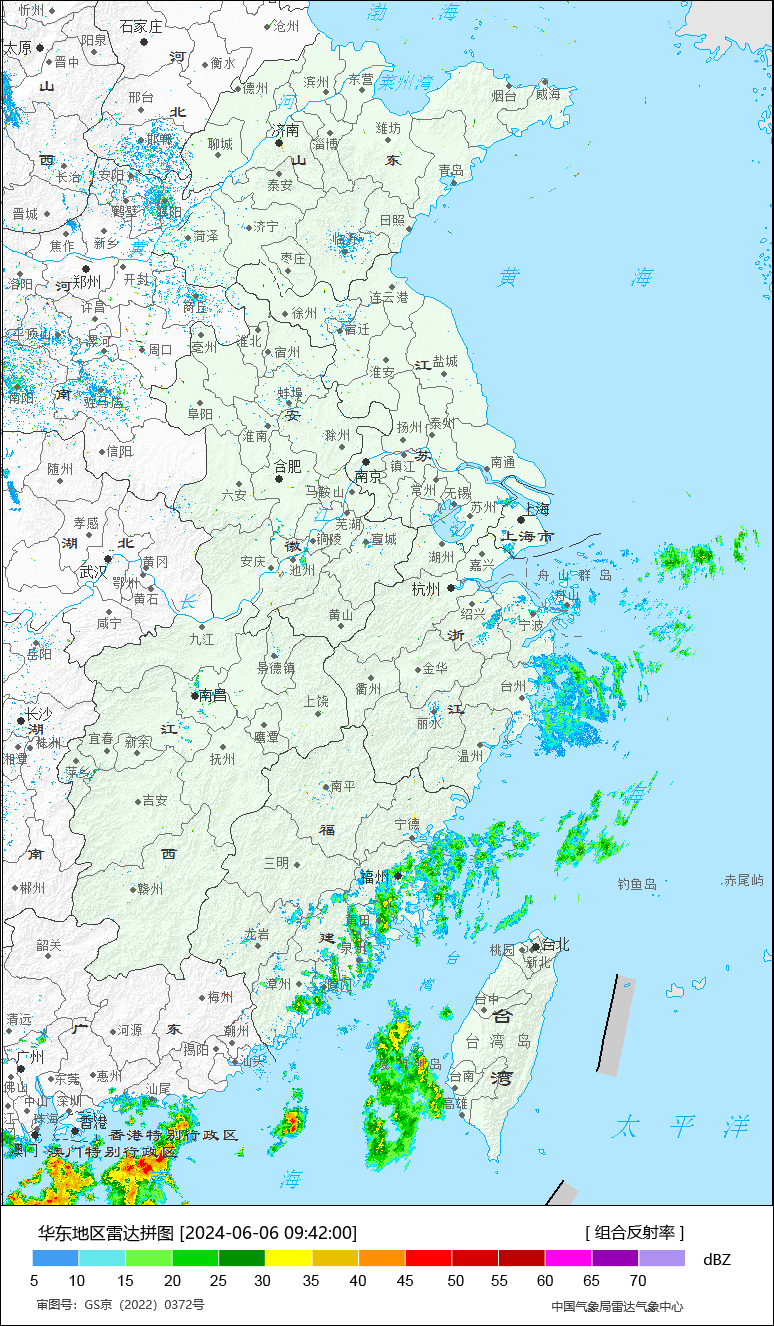 忻州
石家庄
沧州
渤 海
太原
阳泉
晋中
河
衡水
滨州
东营
莱州湾
德州
烟台
威海
山
邢台
北
河
济南
潍坊
邯郸
聊城
淄博
西
长治
安阳
山
东
泰安
青岛
晋城
鹤壁
濮阳
济宁
日照
焦作
新乡
黄
菏泽
临沂
枣庄
洛阳
河
郑州
开封
黄 海
许昌
商丘
连云港
徐州
宿迁
平顶山
漯河
周口
亳州
淮北
宿州
江
盐城
淮安
南阳
南
驻马店
阜阳
蚌埠
安
扬州
泰州
信阳
淮南
滁州
苏
随州
合肥
南京
镇江
南通
六安
马鞍山
常州
无锡
苏州
上海
孝感
江
芜湖
湖 北
徽
铜陵
宣城
上海市
武汉
黄冈
安庆
池州
湖州
嘉兴
舟山群岛
鄂州
黄石
长
杭州
舟山
咸宁
黄山
绍兴
宁波
岳阳
九江
浙
景德镇
金华
衢州
台州
南昌
上饶
江
长沙
湖
株洲
江
鹰潭
丽水
湘潭
宜春
新余
抚州
温州
萍乡
吉安
南平
海
福
宁德
南
西
三明
郴州
赣州
福州
钓鱼岛
赤尾屿
莆田
韶关
龙岩
建
泉州
桃园
台北
新北
台
漳州
厦门
湾
梅州
台中
清远
广 东
河源
潮州
台
揭阳
台湾岛
广州
汕头
佛山
东莞
惠州
台南
湾
中山
深圳
汕尾
高雄
江
珠海
香港
香港特别行政区
太 平 洋
澳门
澳门特别行政区
海
华东地区雷达拼图 [2024-06-06 09:42:00]
[ 组合反射率 ]
dBZ
5 10 15 20 25 30 35 40 45 50 55 60 65 70
审图号：GS京（2022）0372号
中国气象局雷达气象中心